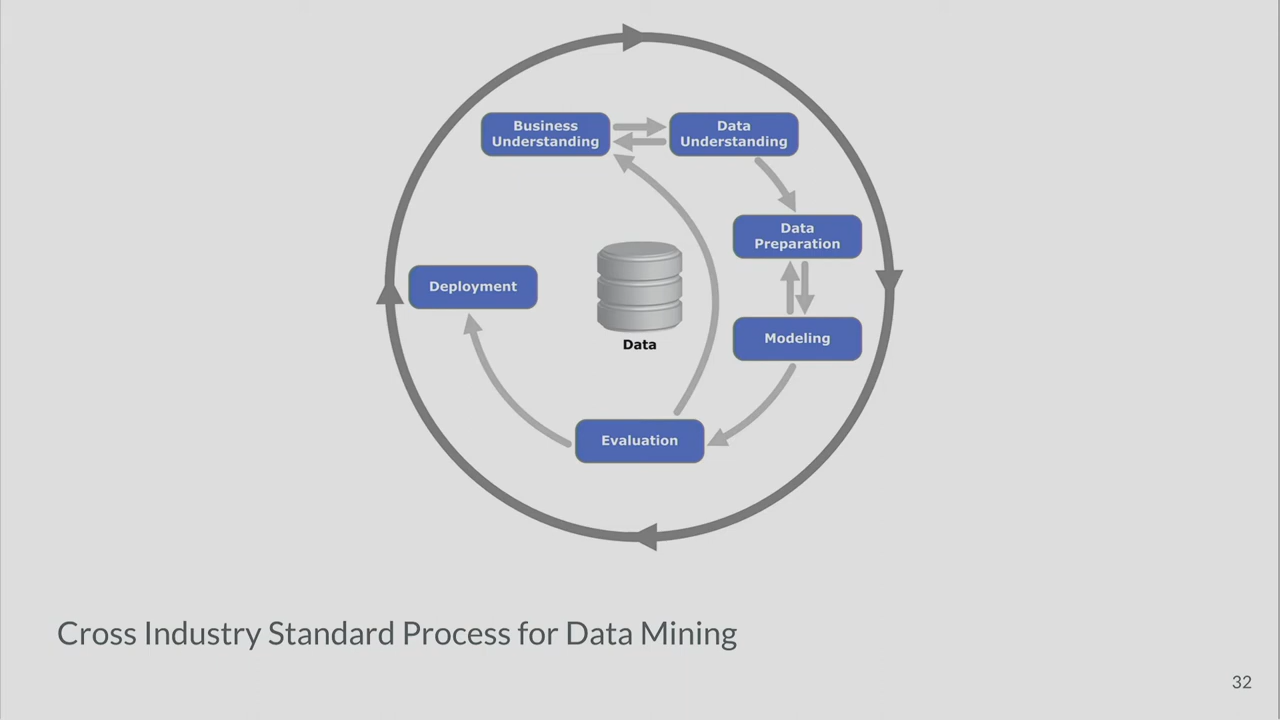 Business
Understanding
Data
Understanding
Data
Preparation
Deployment
Modeling
Data
Evaluation
Cross Industry Standard Process for Data Mining
32